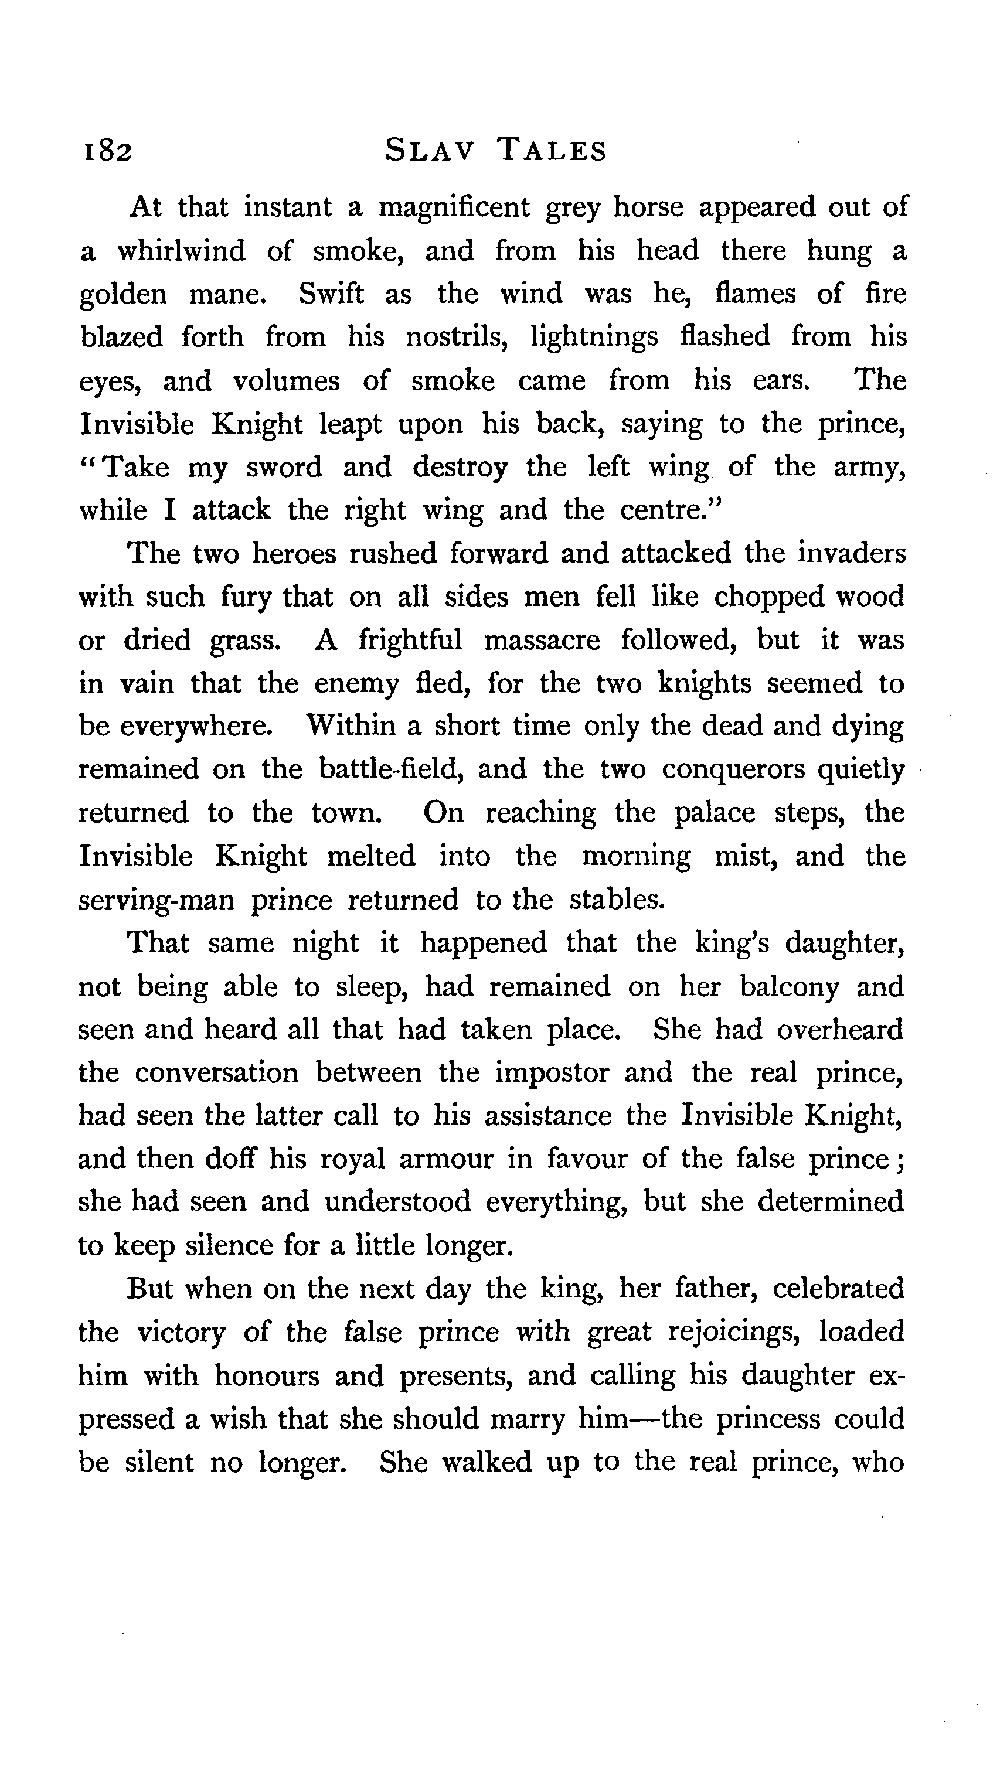 182 SLAV TALES
At that instant a magnificent grey horse appeared out of
a whirlwind of smoke, and from his head there hung a
golden mane. Swift as the wind was he, flames of fire
blazed forth from his nostrils, lightnings flashed from his
eyes, and volumes of smoke came from his ears. The
Invisible Knight leapt upon his back, saying to the prince,
“Take my sword and destroy the left wing of the army,
while I attack the right wing and the centre.”
The two heroes rushed forward and attacked the invaders
with such fury that on all sides men fell like chopped wood
or dried grass. A frightful massacre followed, but it was
in vain that the enemy fled, for the two knights seemed to
be everywhere. Within a short time only the dead and dying
remained on the battle-field, and the two conquerors quietly
returned to the town. On reaching the palace steps, the
Invisible Knight melted into the morning mist, and the
serving-man prince returned to the stables.
That same night it happened that the king’s daughter,
not being able to sleep, had remained on her balcony and
seen and heard all that had taken place. She had overheard
the conversation between the impostor and the real prince,
had seen the latter call to his assistance the Invisible Knight,
and then doff his royal armour in favour of the false prince;
she had seen and understood everything, but she determined
to keep silence for a little longer.
But when on the next day the king, her father, celebrated
the victory of the false prince with great rejoicings, loaded
him with honours and presents, and calling his daughter ex-
pressed a wish that she should marry him—the princess could
be silent no longer. She walked up to the real prince, who